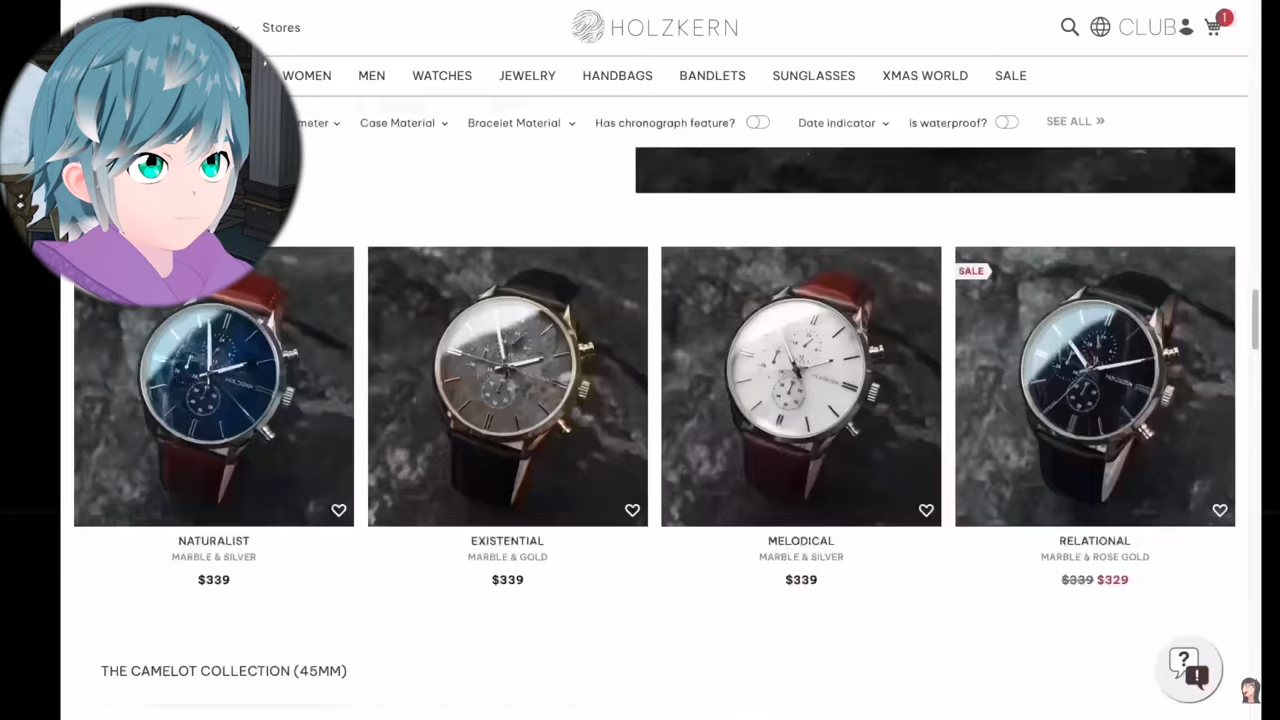 Stores
HOLZKERN
CLUB
1
WOMEN MEN WATCHES JEWELRY HANDBAGS BANDLETS SUNGLASSES XMAS WORLD SALE
Case Material Bracelet Material Has chronograph feature? Date indicator Is waterproof? SEE ALL »
SALE
NATURALIST
MARBLE & SILVER
$339
EXISTENTIAL
MARBLE & GOLD
$339
MELODICAL
MARBLE & SILVER
$339
RELATIONAL
MARBLE & ROSE GOLD
$339 $329
THE CAMELOT COLLECTION (45MM)